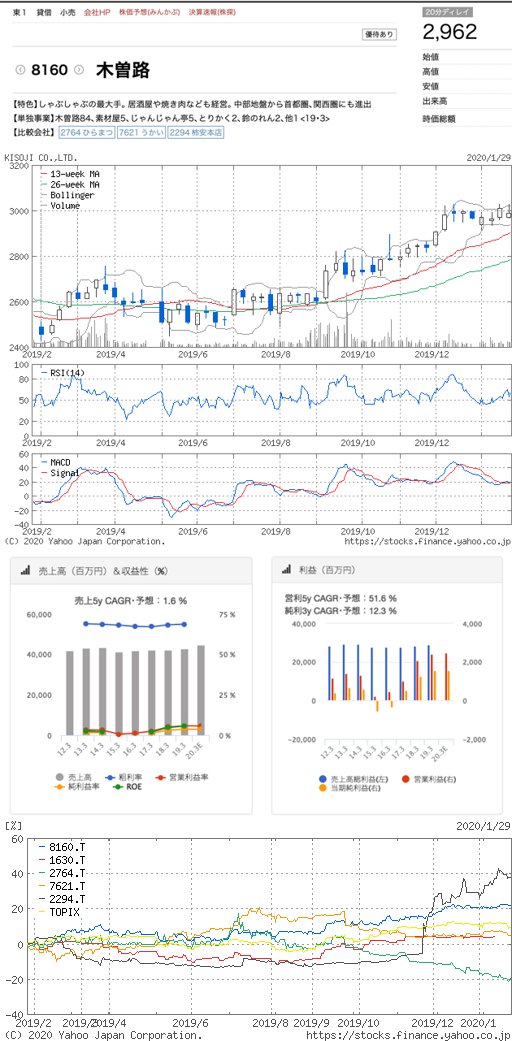 東1 貸借 小売 会社HP 株価予想(みんかぶ) 決算速報(株探)
20分ディレイ
優待あり
2,962
8160 木曽路
始値
高値
安値
出来高
時価総額
【特色】しゃぶしゃぶの最大手。居酒屋や焼き肉なども経営。中部地盤から首都圏、関西圏にも進出
【単独事業】木曽路84、素材屋5、じゃんじゃん亭5、とりかく2、鈴のれん2、他1 <19・3>
【比較会社】 2764 ひらまつ 7621 うかい 2294 柿安本店
KISOJI CO.,LTD. 2020/1/29
3200
13-week MA
26-week MA
Bollinger
Volume
3000
2800
2600
2400
2019/2 2019/4 2019/6 2019/8 2019/10 2019/12
100
RSI(14)
80
60
40
20
0
2019/2 2019/4 2019/6 2019/8 2019/10 2019/12
60
MACD
Signal
40
20
0
-20
-40
2019/2 2019/4 2019/6 2019/8 2019/10 2019/12
(C) 2020 Yahoo Japan Corporation. https://stocks.finance.yahoo.co.jp
売上高（百万円）＆収益性（%）
売上5y CAGR・予想：1.6 %
60,000 75 %
40,000 50 %
20,000 25 %
0 0 %
12.3 13.3 14.3 15.3 16.3 17.3 18.3 19.3 20.3E
売上高 粗利率 営業利益率
純利益率 ROE
利益（百万円）
営利5y CAGR・予想：51.6 %
純利3y CAGR・予想：12.3 %
40,000 4,000
20,000 2,000
0 0
-20,000 -2,000
12.3 13.3 14.3 15.3 16.3 17.3 18.3 19.3 20.3E
売上高総利益(左) 営業利益(右)
当期純利益(右)
[%] 2020/1/29
60
8160.T
1630.T
2764.T
7621.T
2294.T
TOPIX
40
20
0
-20
-40
2019/2 2019/3 2019/4 2019/6 2019/8 2019/9 2019/10 2019/12 2020/1
(C) 2020 Yahoo Japan Corporation. https://stocks.finance.yahoo.co.jp